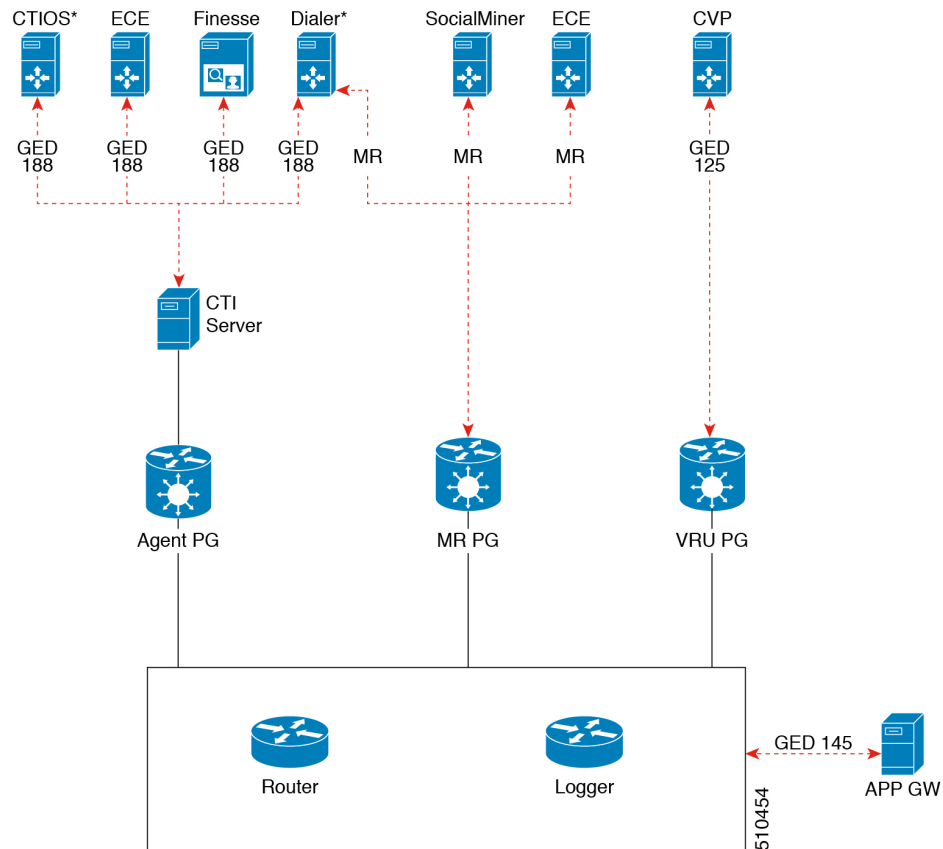 CTIOS*
ECE
Finesse
Dialer*
SocialMiner
ECE
CVP
GED
188
GED
188
GED
188
GED
188
MR
MR
MR
GED
125
CTI
Server
Agent PG
MR PG
VRU PG
Router
Logger
GED 145
APP GW
510454